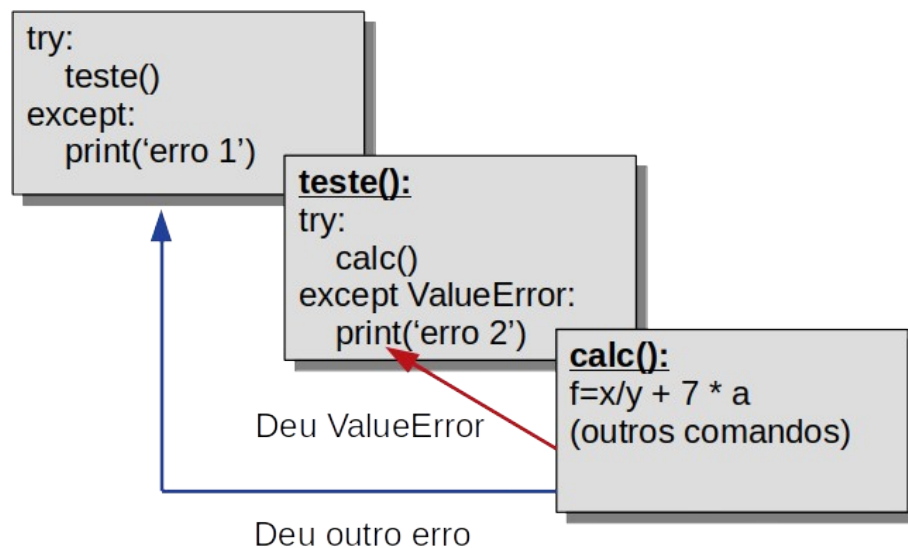 try:
teste()
except:
print(‘erro 1’)
teste():
try:
calc()
except ValueError:
print(‘erro 2’)
calc():
f=x/y + 7 * a
(outros comandos)
Deu ValueError
Deu outro erro